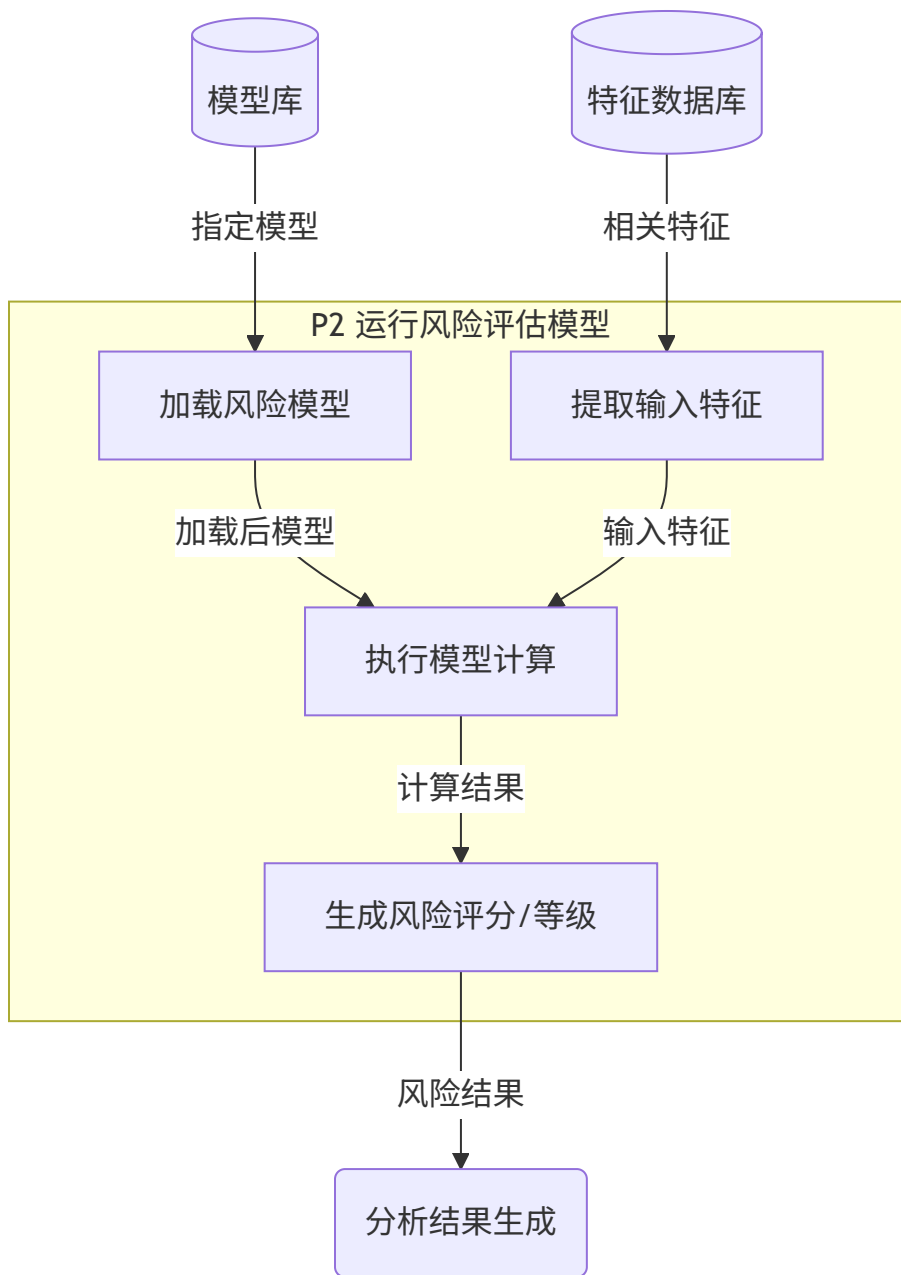 模型库
特征数据库
指定模型
相关特征
P2 运行风险评估模型
加载风险模型
提取输入特征
加载后模型
输入特征
执行模型计算
计算结果
生成风险评分/等级
风险结果
分析结果生成